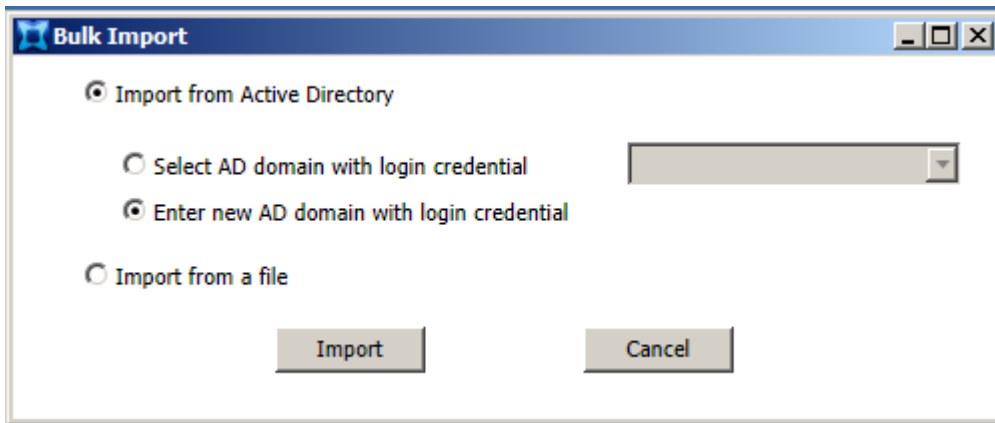 Bulk Import
Import from Active Directory
Select AD domain with login credential
Enter new AD domain with login credential
Import from a file
Import Cancel